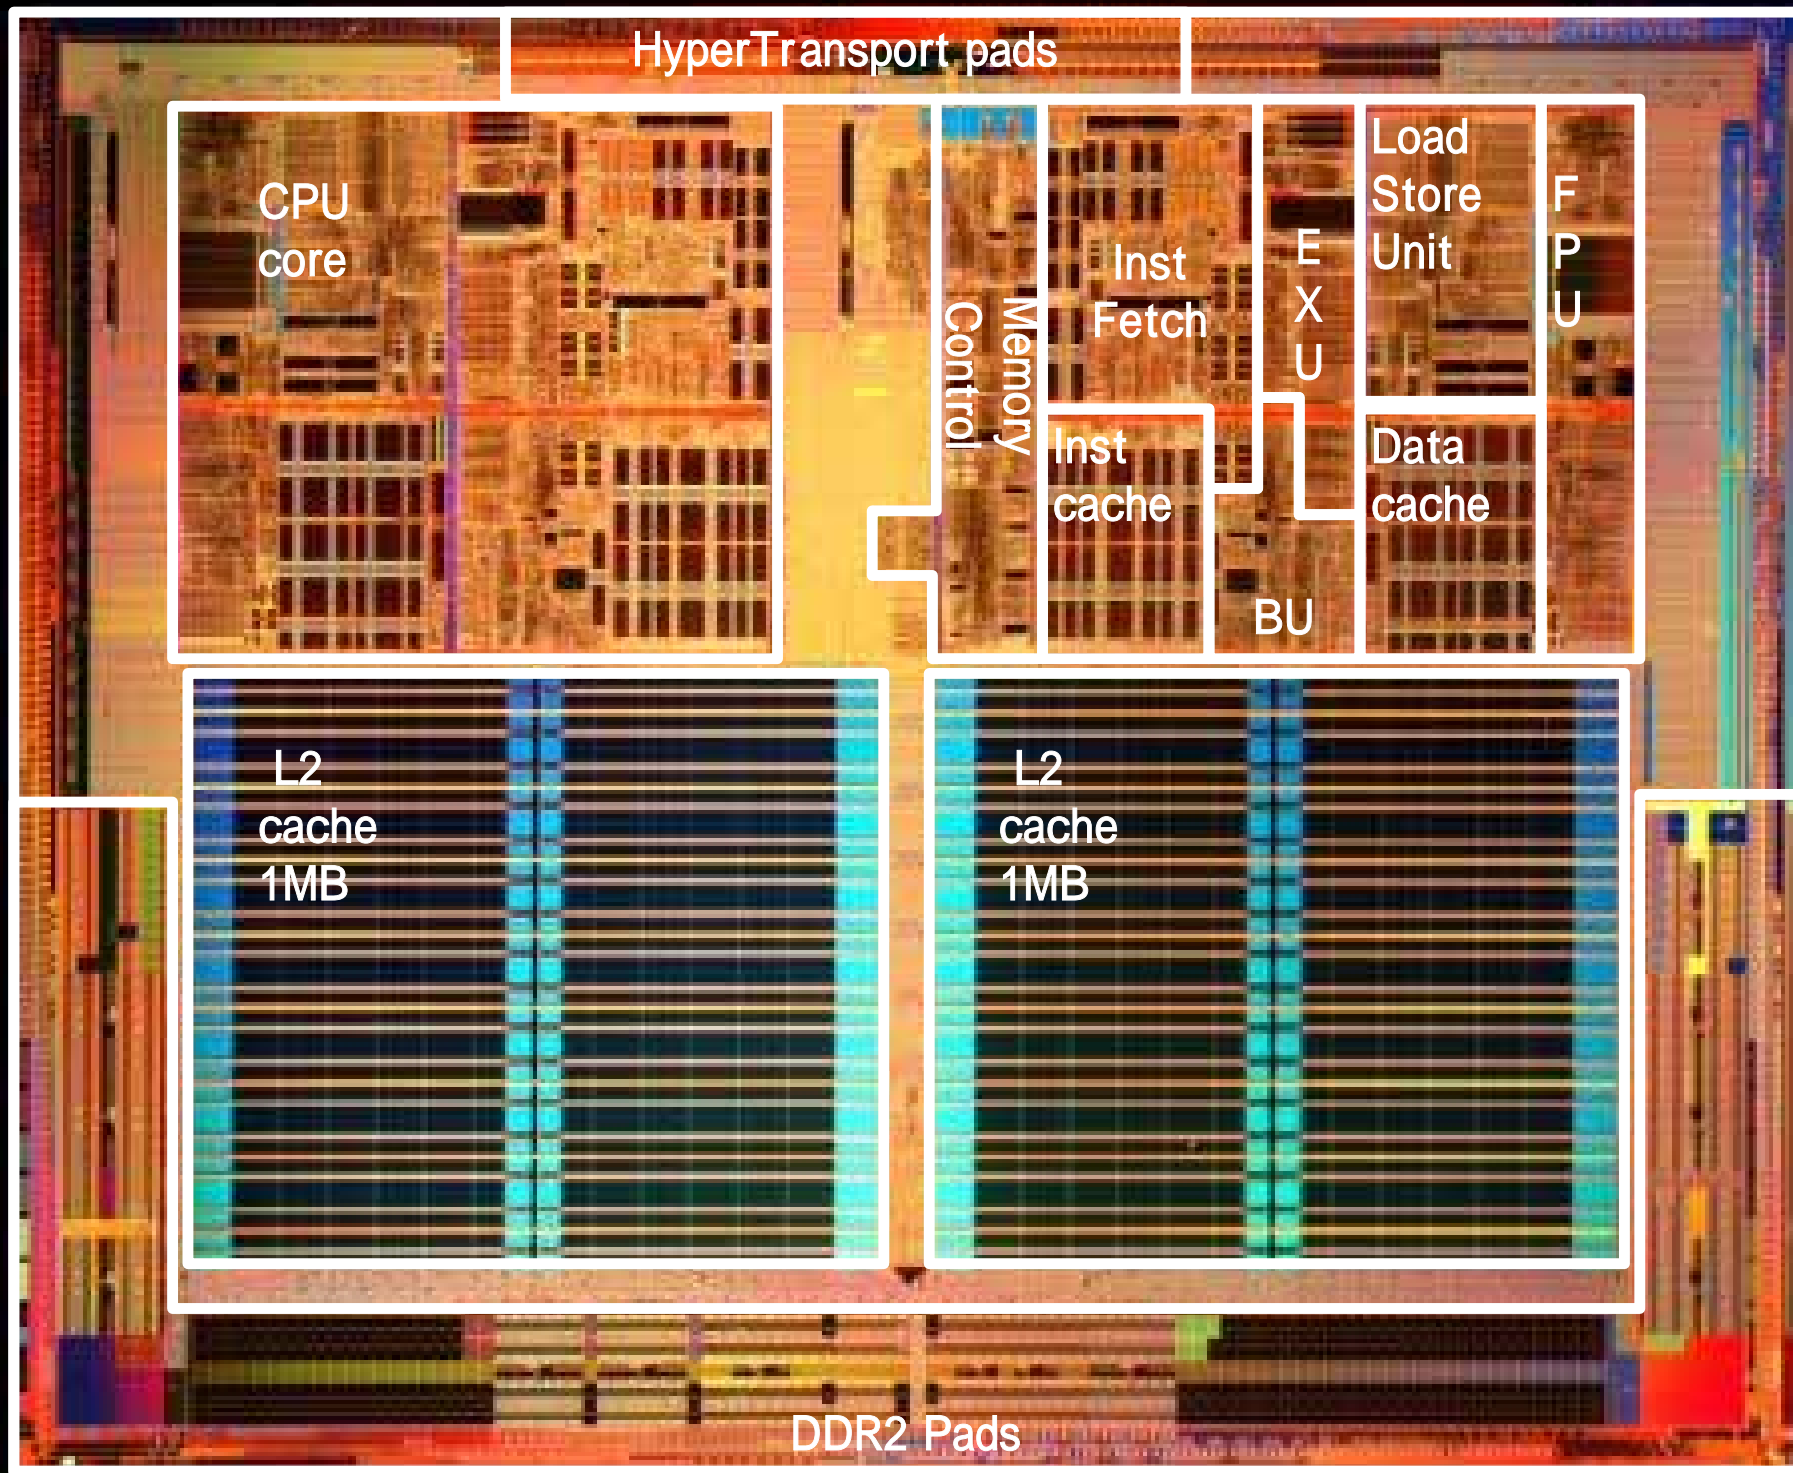 HyperTransport pads
CPU
core
Memory
Control
Inst
Fetch
E
X
U
Load
Store
Unit
F
P
U
Inst
cache
BU
Data
cache
L2
cache
1MB
L2
cache
1MB
DDR2 Pads